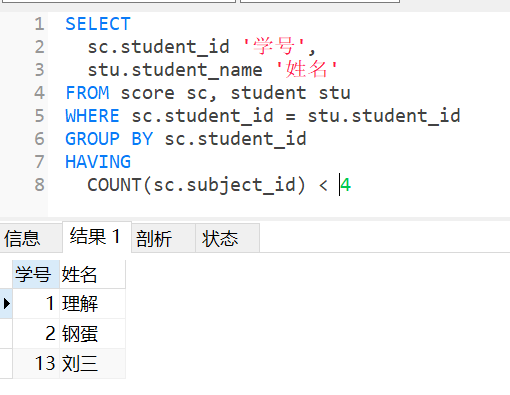 1 SELECT
2 sc.student_id '学号',
3 stu.student_name '姓名'
4 FROM score sc, student stu
5 WHERE sc.student_id = stu.student_id
6 GROUP BY sc.student_id
7 HAVING
8 COUNT(sc.subject_id) < 4
信息 结果 1 剖析 状态
学号 姓名
1 理解
2 钢蛋
13 刘三